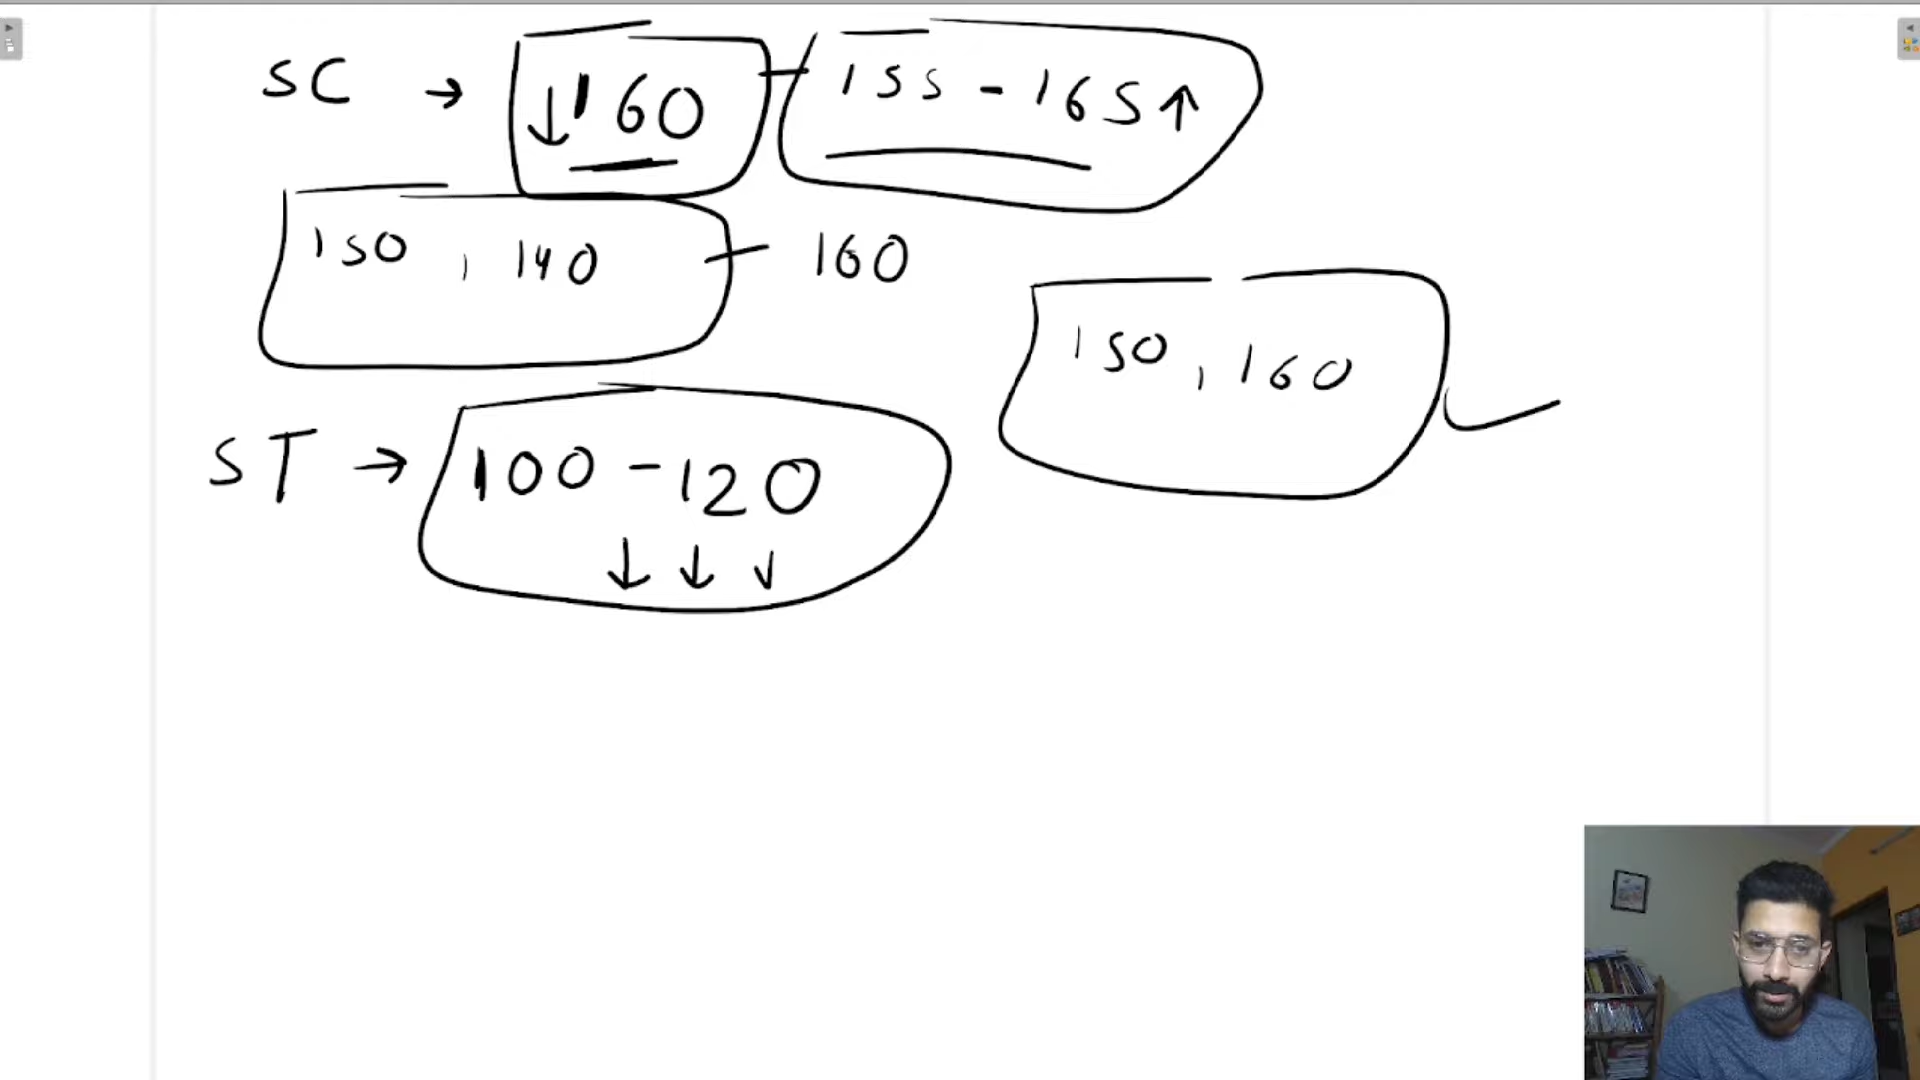 SC → ↓160 - 155 - 165↑
150, 140 - 160
150, 160
ST → 100 - 120
↓ ↓ ↓